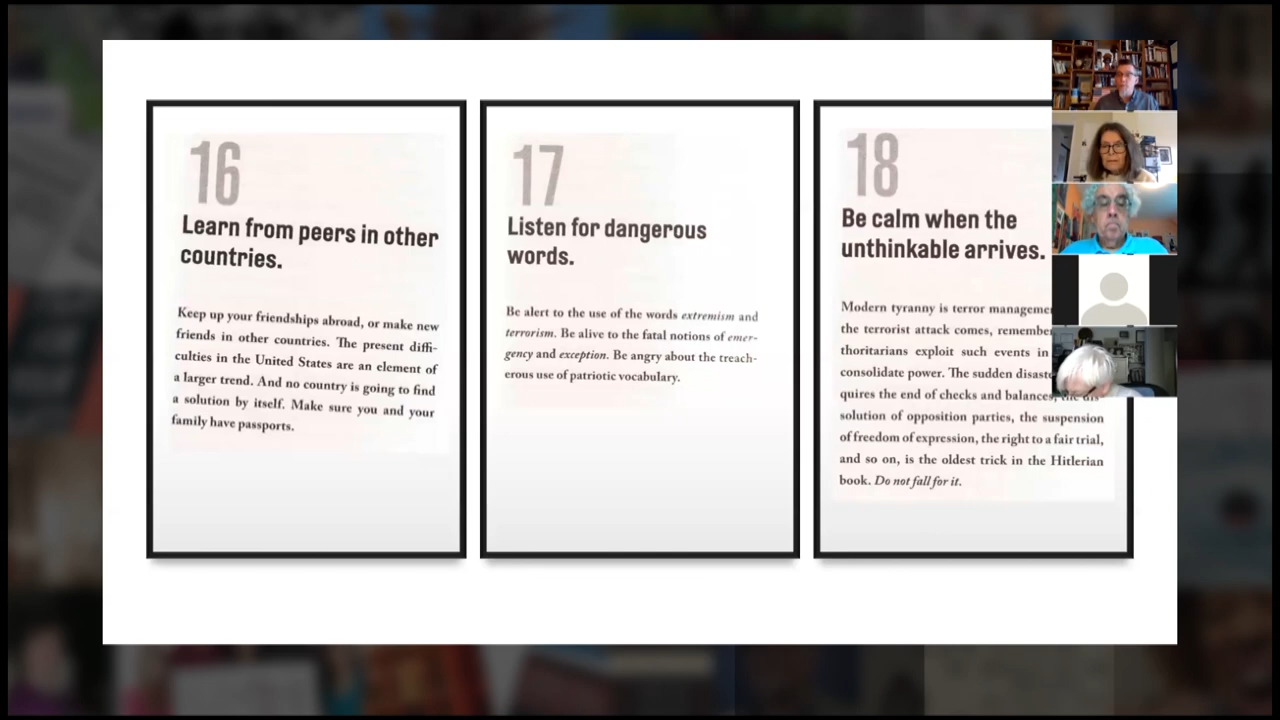 16
Learn from peers in other
countries.
Keep up your friendships abroad, or make new
friends in other countries. The present diffi-
culties in the United States are an element of
a larger trend. And no country is going to find
a solution by itself. Make sure you and your
family have passports.
17
Listen for dangerous
words.
Be alert to the use of the words extremism and
terrorism. Be alive to the fatal notions of emer-
gency and exception. Be angry about the treach-
erous use of patriotic vocabulary.
18
Be calm when the
unthinkable arrives.
Modern tyranny is terror
the terrorist attack comes,
thoritarians exploit such events in
consolidate power. The sudden
quires the end of checks and balances,
solution of opposition parties, the suspension
of freedom of expression, the right to a fair trial,
and so on, is the oldest trick in the Hitlerian
book. Do not fall for it.